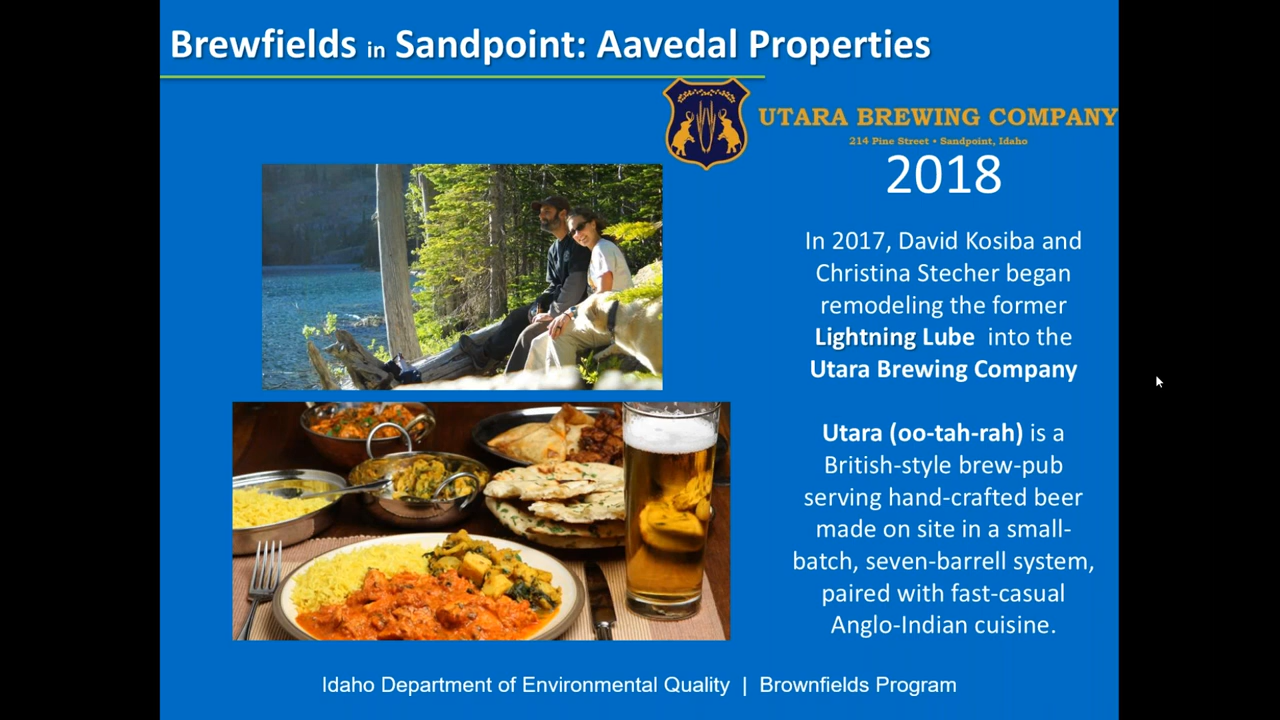 Brewfields in Sandpoint: Aavedal Properties
UTARA BREWING COMPANY
214 Pine Street • Sandpoint, Idaho
2018
In 2017, David Kosiba and
Christina Stecher began
remodeling the former
Lightning Lube into the
Utara Brewing Company
Utara (oo-tah-rah) is a
British-style brew-pub
serving hand-crafted beer
made on site in a small-
batch, seven-barrell system,
paired with fast-casual
Anglo-Indian cuisine.
Idaho Department of Environmental Quality | Brownfields Program